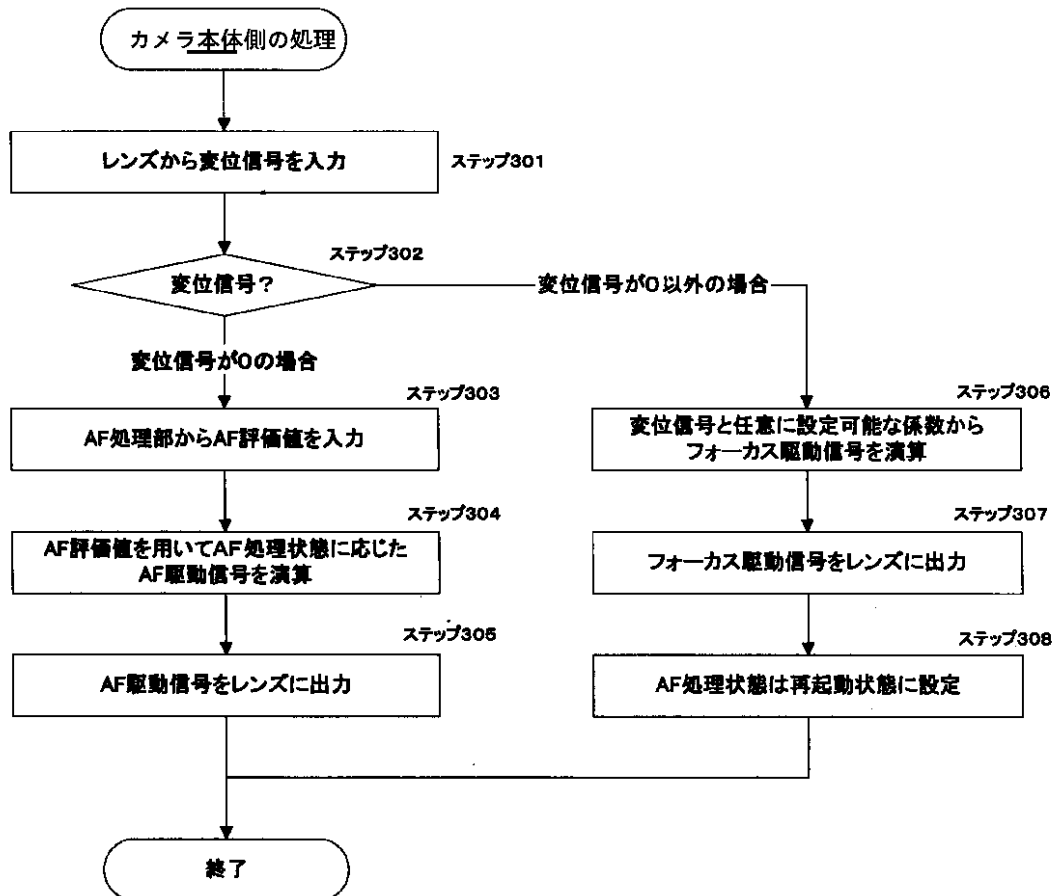 カメラ本体側の処理
レンズから変位信号を入力
ステップ301
ステップ302
変位信号？
変位信号が0以外の場合
変位信号が0の場合
ステップ303
AF処理部からAF評価値を入力
ステップ304
AF評価値を用いてAF処理状態に応じた
AF駆動信号を演算
ステップ305
AF駆動信号をレンズに出力
ステップ306
変位信号と任意に設定可能な係数から
フォーカス駆動信号を演算
ステップ307
フォーカス駆動信号をレンズに出力
ステップ308
AF処理状態は再起動状態に設定
終了